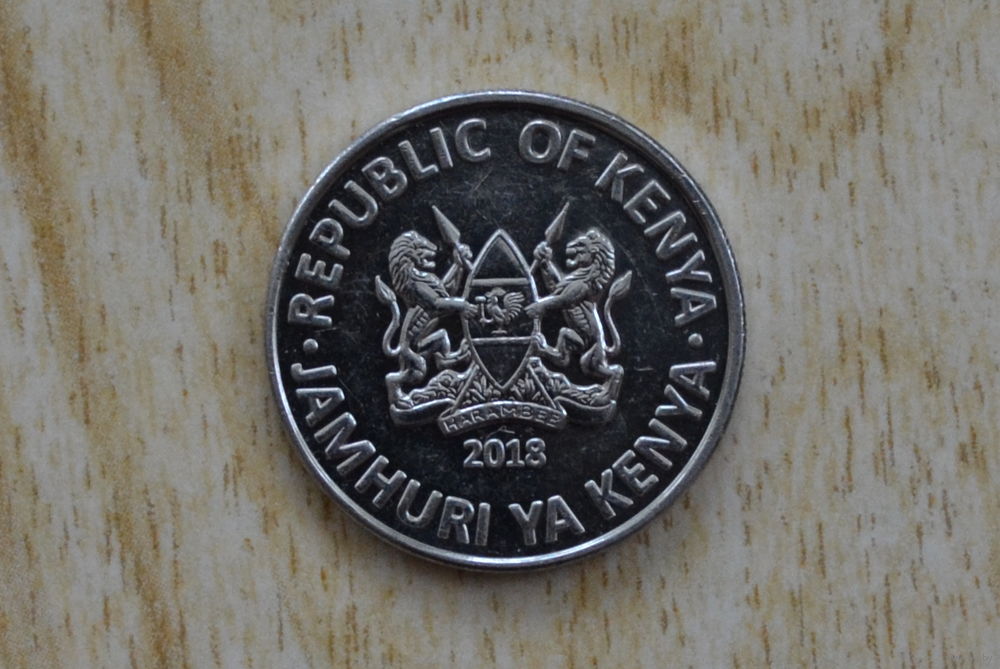 REPUBLIC OF KENYA
HARAMBEE
2018
JAMHURI YA KENYA